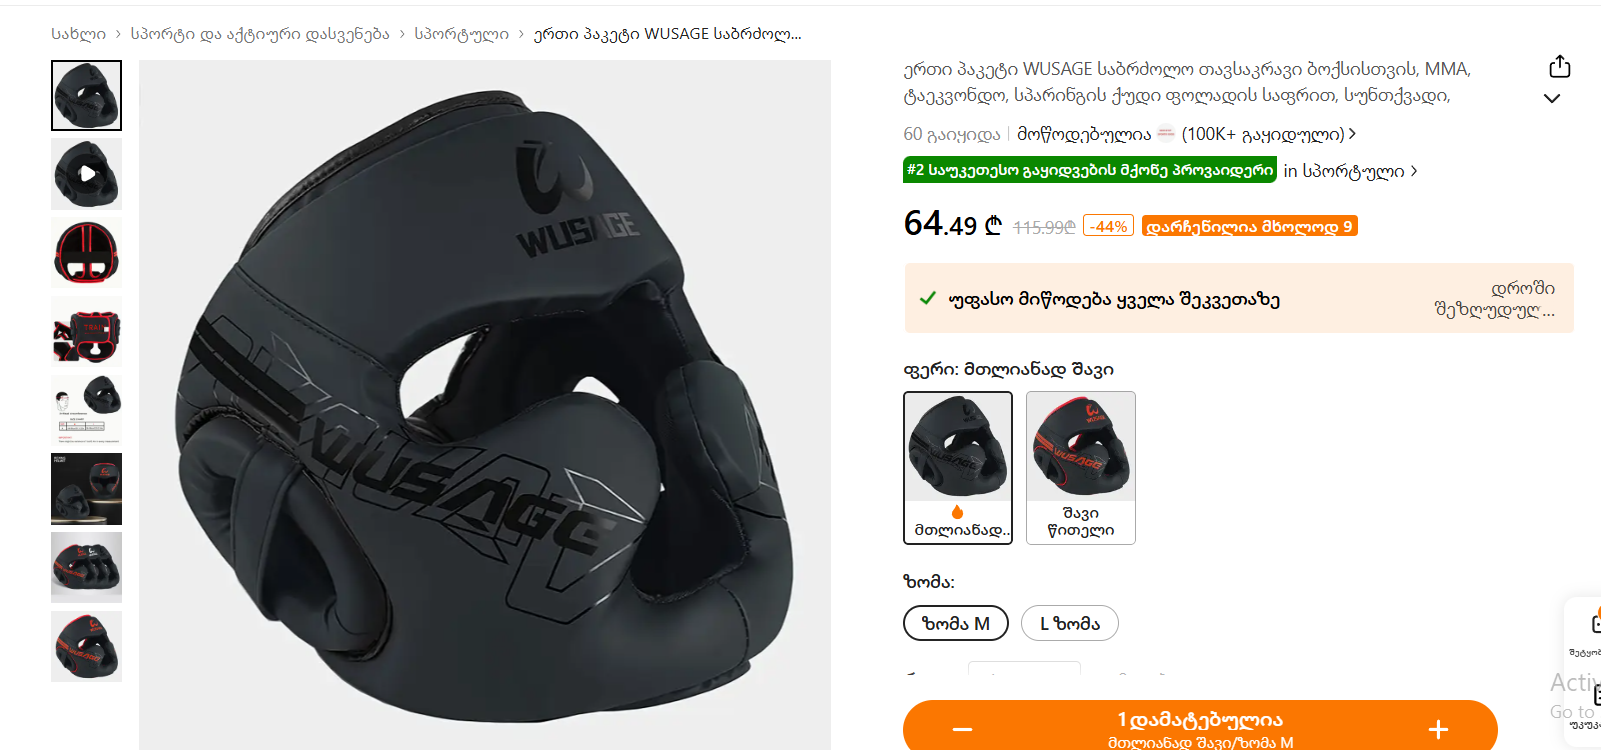 სახლი › სპორტი და აქტიური დასვენება › სპორტული › ერთი პაკეტი WUSAGE საბრძოლ...
ერთი პაკეტი WUSAGE საბრძოლო თავსაკრავი ბოქსისთვის, MMA,
ტაეკვონდო, სპარინგის ქუდი ფოლადის საფრით, სუნთქვადი,
60 გაიყიდა | მოწოდებულია (100K+ გაყიდული) ›
#2 საუკეთესო გაყიდვების მქონე პროვაიდერი in სპორტული ›
64.49 ₾ 115.99₾ -44% დარჩენილია მხოლოდ 9
უფასო მიწოდება ყველა შეკვეთაზე
დროში
შეზღუდულ...
ფერი: მთლიანად შავი
მთლიანად..
შავი
წითელი
ზომა:
ზომა M
L ზომა
− 1 დამატებულია +
მთლიანად შავი/ზომა M
WUSAGE
WUSAGE
შეტყობ
Activ
Go to